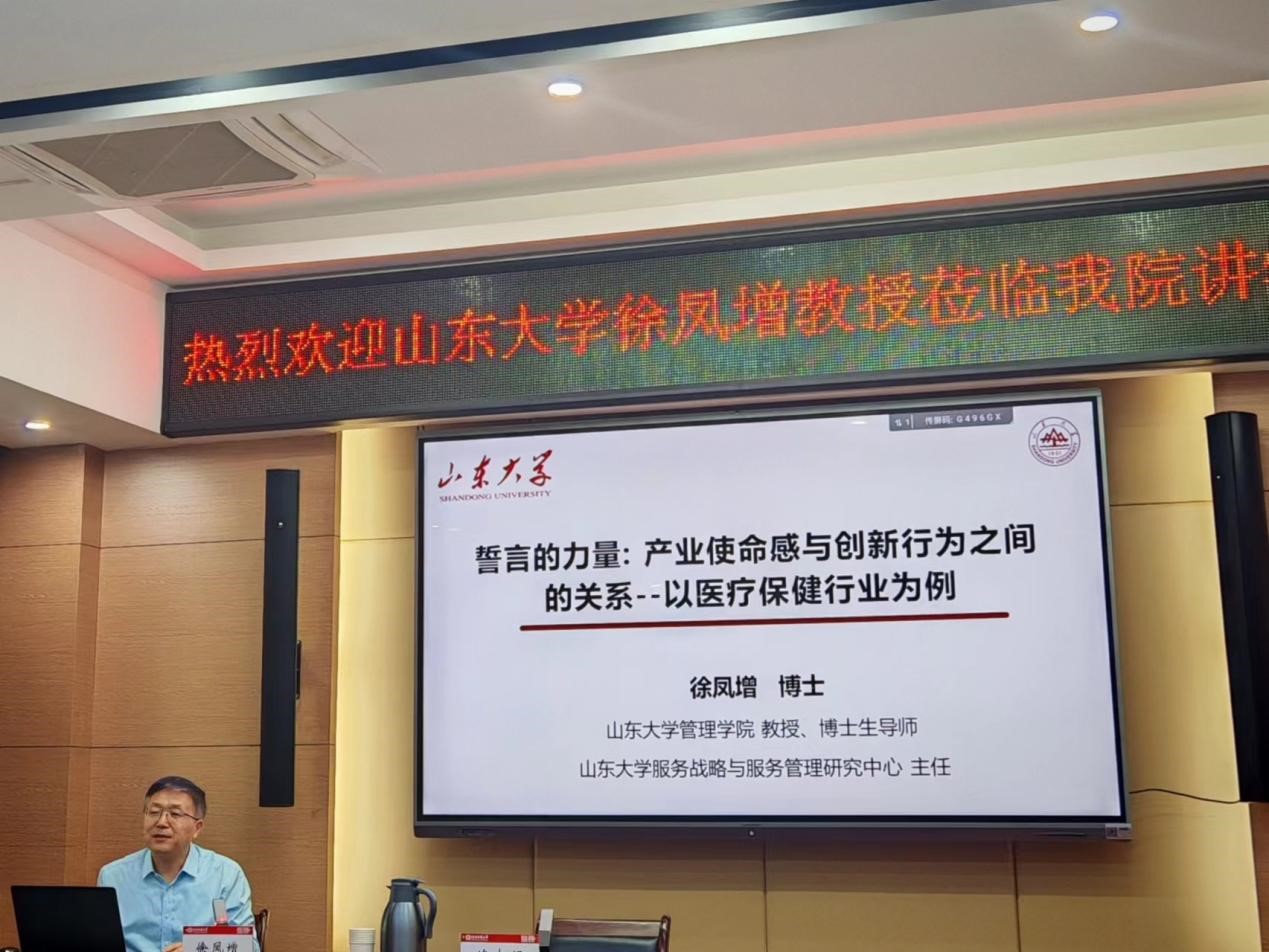 热烈欢迎山东大学徐凤增教授莅临我院讲
⇅ 1 传屏码: G496GX
山东大学
SHANDONG UNIVERSITY
誓言的力量: 产业使命感与创新行为之间
的关系--以医疗保健行业为例
徐凤增 博士
山东大学管理学院 教授、博士生导师
山东大学服务战略与服务管理研究中心 主任
徐凤增